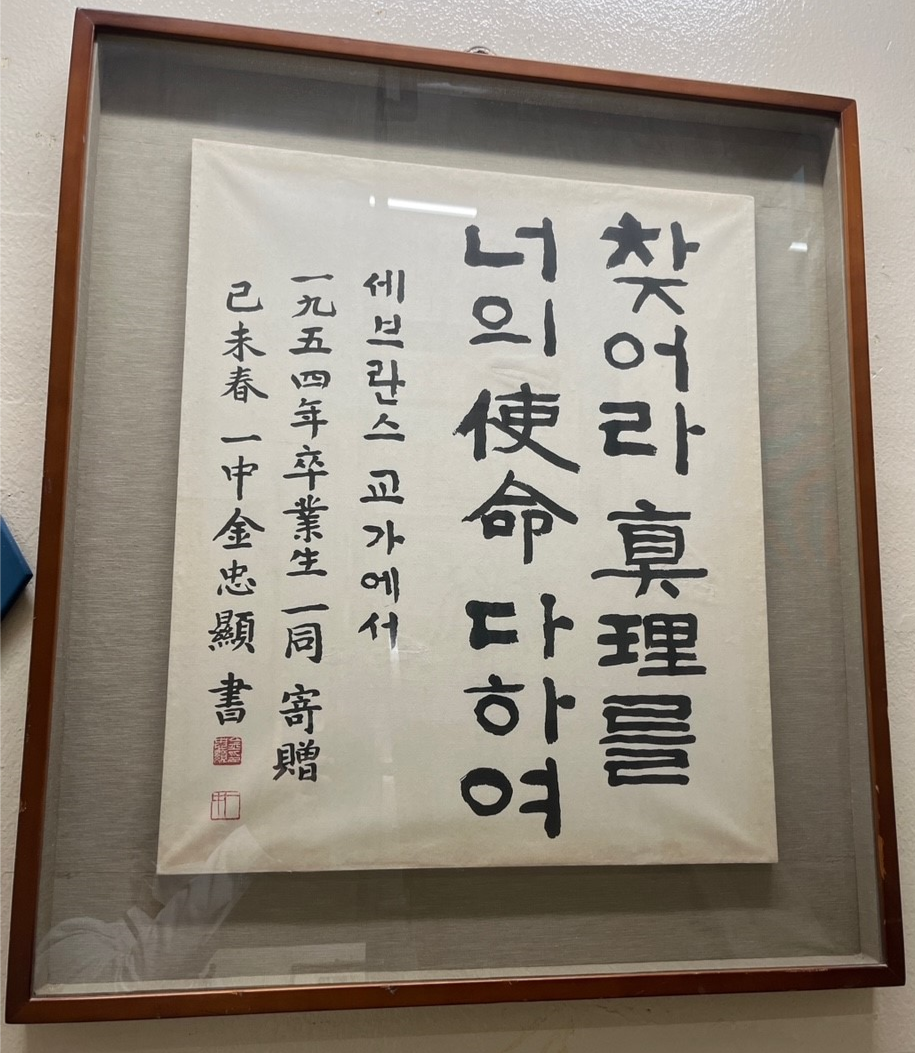 찾어라 眞理를
너의 使命 다하여
세브란스 교가에서
一九五四年卒業生 一同 寄贈
己未春 一中 金忠顯 書